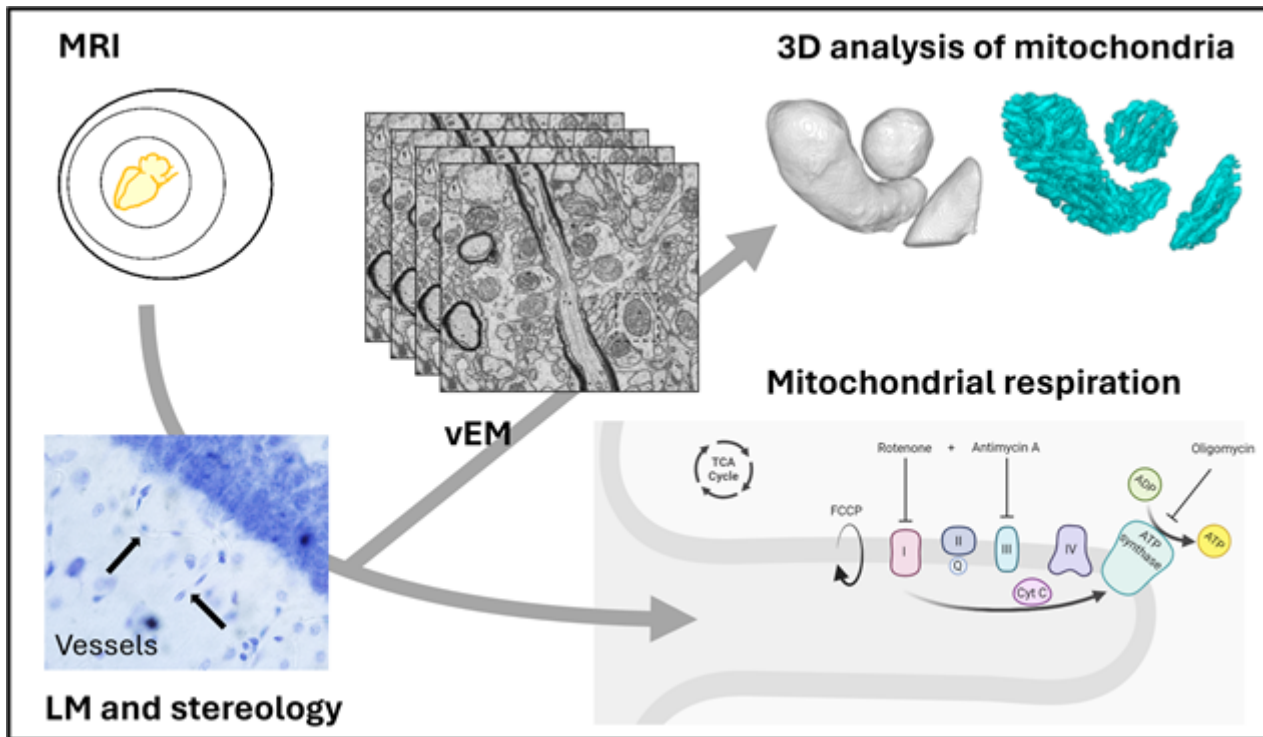 MRI
3D analysis of mitochondria
vEM
Vessels
LM and stereology
Mitochondrial respiration
TCA
Cycle
Rotenone + Antimycin A
Oligomycin
FCCP
ADP
ATP
I
II
Q
III
IV
Cyt C
ATP
synthase